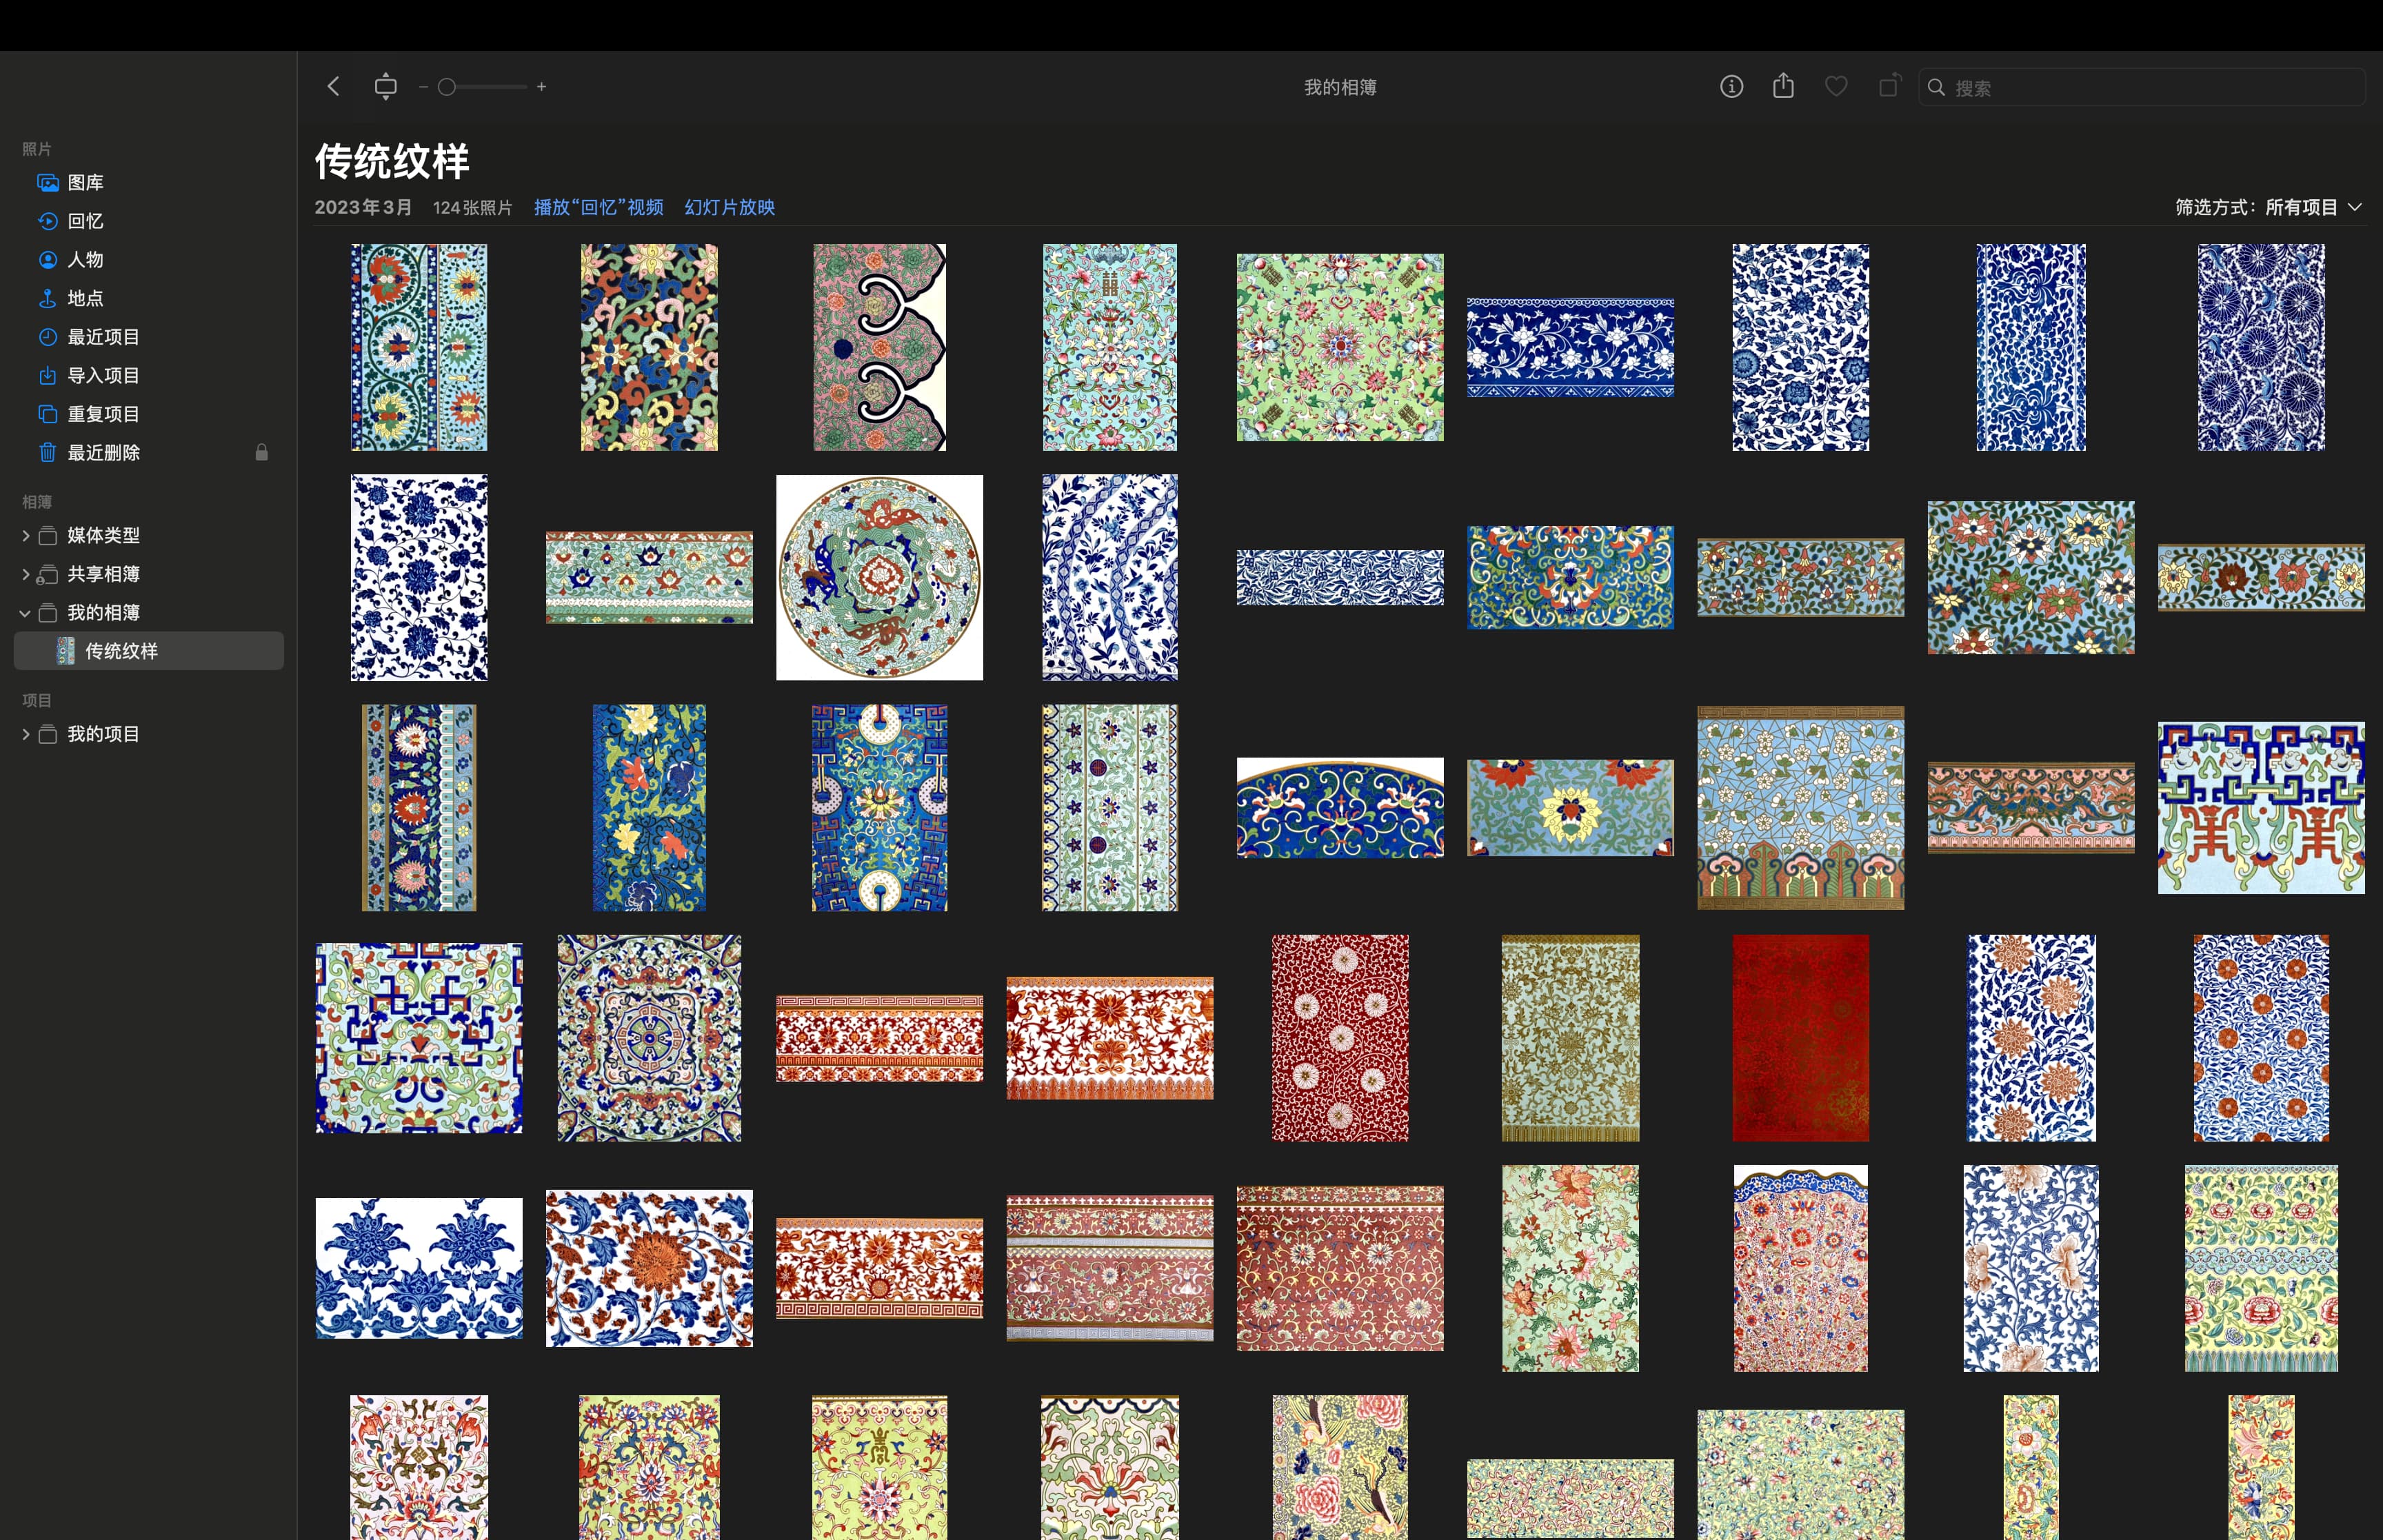 我的相簿
搜索
照片
图库
回忆
人物
地点
最近项目
导入项目
重复项目
最近删除
相簿
媒体类型
共享相簿
我的相簿
传统纹样
项目
我的项目
传统纹样
2023年3月 124张照片 播放“回忆”视频 幻灯片放映
筛选方式：所有项目